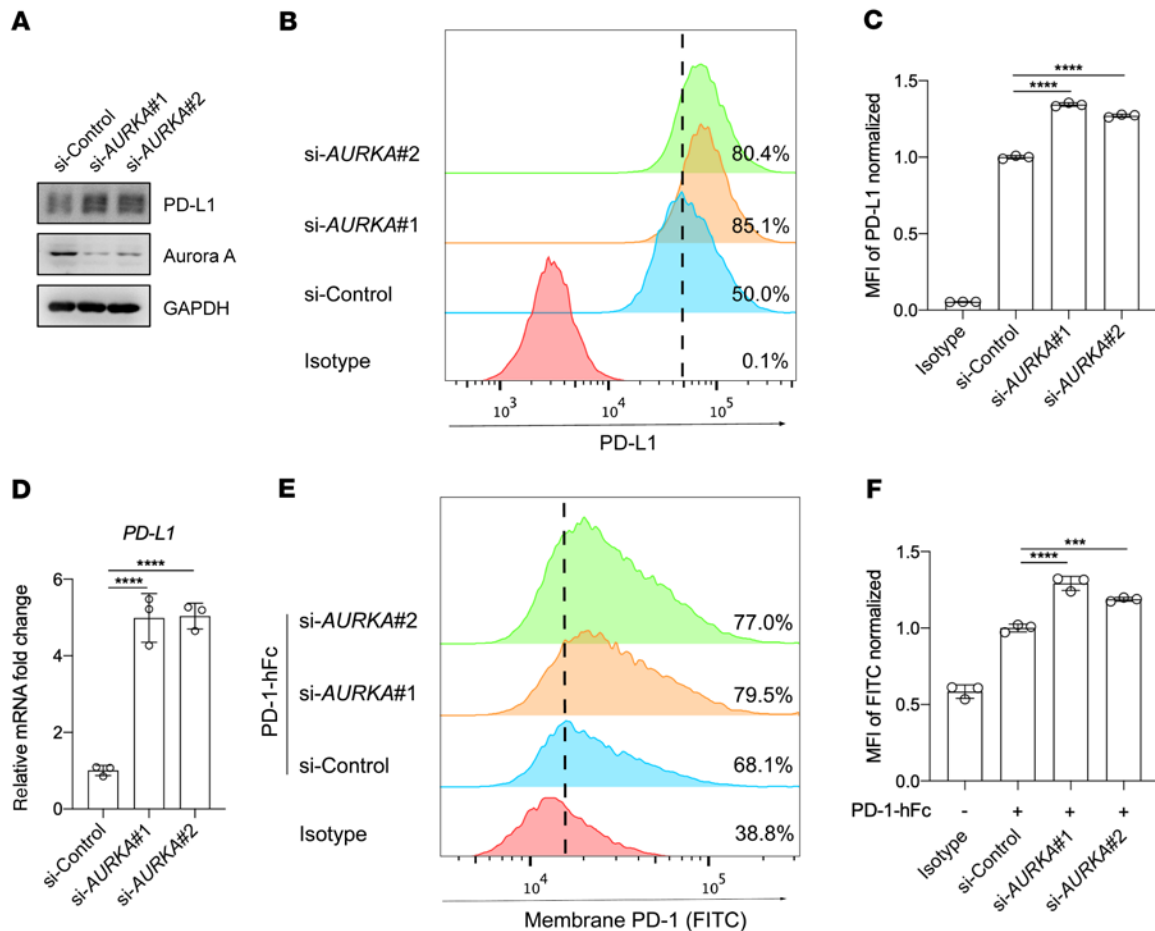 A
si-Control
si-AURKA#1
si-AURKA#2
PD-L1
Aurora A
GAPDH
B
si-AURKA#2
80.4%
si-AURKA#1
85.1%
si-Control
50.0%
Isotype
0.1%
10³ 10⁴ 10⁵
PD-L1
C
MFI of PD-L1 normalized
1.5
1.0
0.5
0.0
****
****
Isotype
si-Control
si-AURKA#1
si-AURKA#2
D
PD-L1
Relative mRNA fold change
6
4
2
0
****
****
si-Control
si-AURKA#1
si-AURKA#2
E
PD-1-hFc
si-AURKA#2
77.0%
si-AURKA#1
79.5%
si-Control
68.1%
Isotype
38.8%
10⁴ 10⁵
Membrane PD-1 (FITC)
F
MFI of FITC normalized
1.5
1.0
0.5
0.0
***
****
PD-1-hFc - + + +
Isotype
si-Control
si-AURKA#1
si-AURKA#2